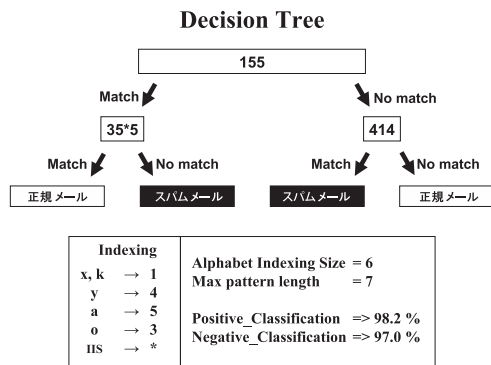 Decision Tree
155
Match
No match
35*5
414
Match
No match
Match
No match
正規メール
スパムメール
スパムメール
正規メール
Indexing
x, k → 1
y → 4
a → 5
o → 3
IIS → *
Alphabet Indexing Size = 6
Max pattern length = 7
Positive_Classification => 98.2 %
Negative_Classification => 97.0 %